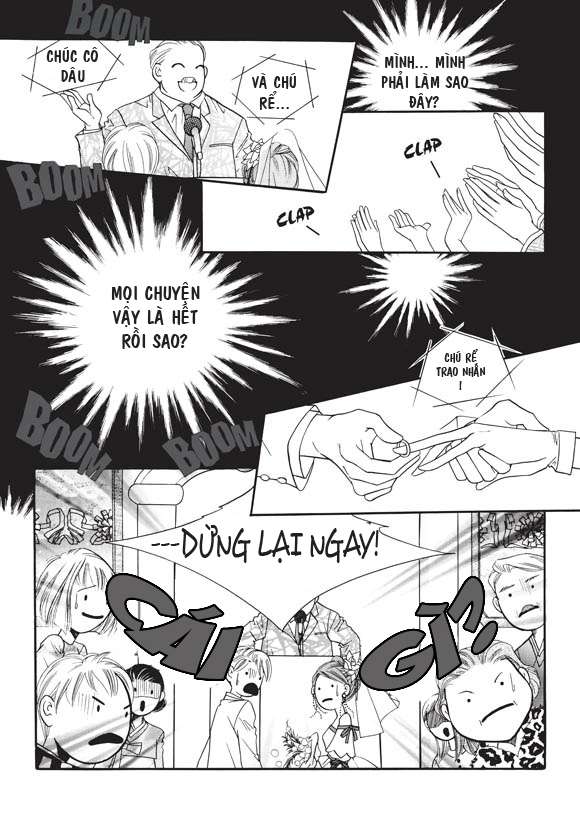 BOOM
CHÚC CÔ
DÂU
VÀ CHÚ
RỂ...
MÌNH... MÌNH
PHẢI LÀM SAO
ĐÂY?
CLAP
BOOM
CLAP
MỌI CHUYỆN
VẬY LÀ HẾT
RỒI SAO?
CHÚ RỂ
TRAO NHẪN
!
BOOM
BOOM
---DỪNG LẠI NGAY!
CÁI GÌ?